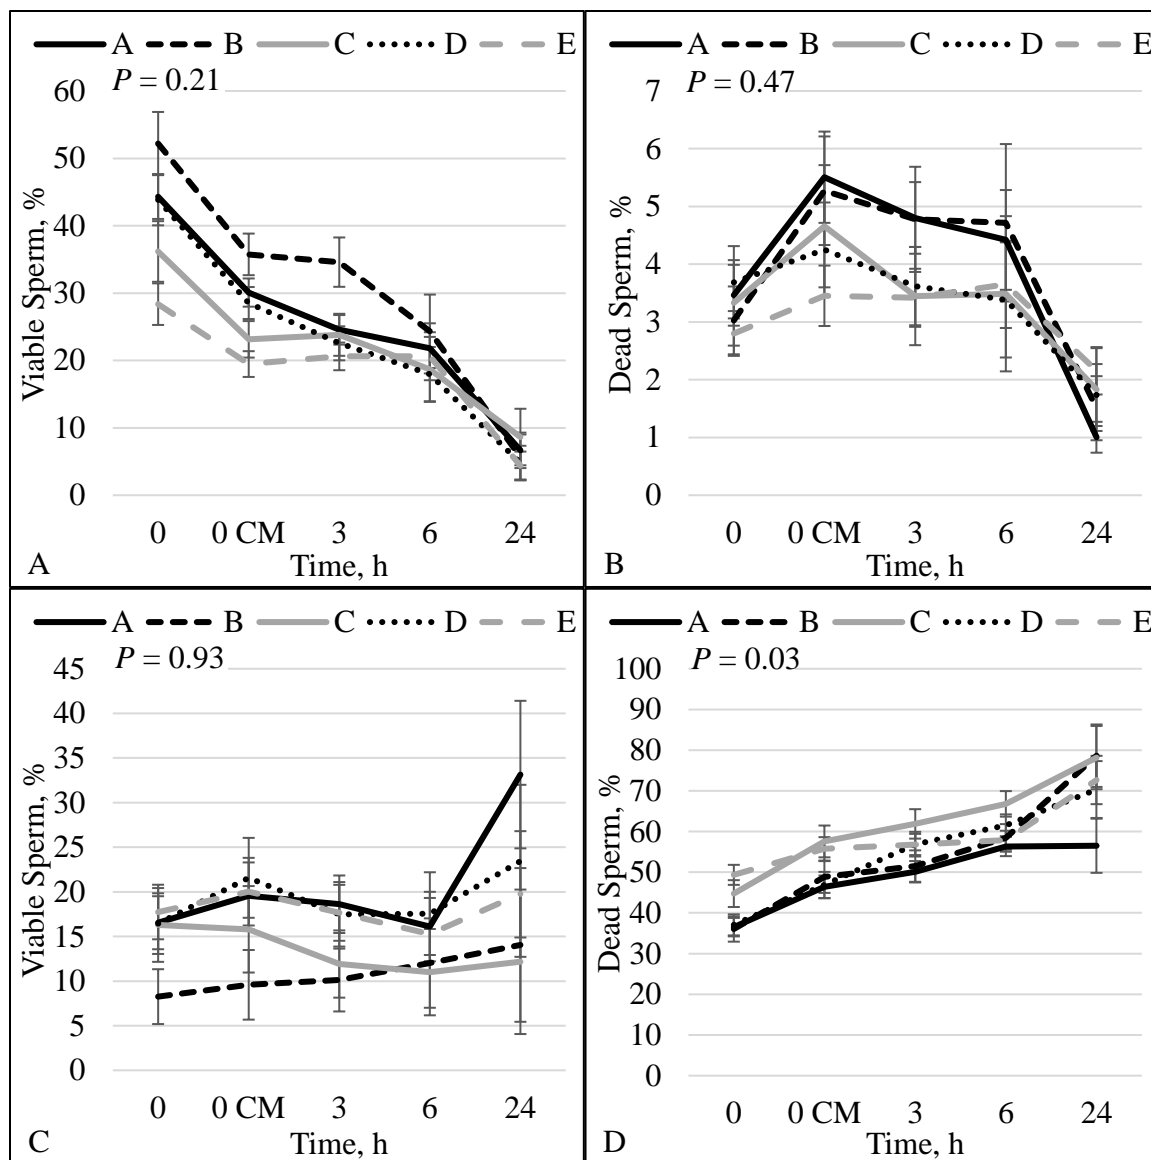 A B C D E
P = 0.21
Viable Sperm, %
60
50
40
30
20
10
0
0 0 CM 3 6 24
Time, h
A
A B C D E
P = 0.47
Dead Sperm, %
7
6
5
4
3
2
1
0
0 0 CM 3 6 24
Time, h
B
A B C D E
P = 0.93
Viable Sperm, %
45
40
35
30
25
20
15
10
5
0
0 0 CM 3 6 24
Time, h
C
A B C D E
P = 0.03
Dead Sperm, %
100
90
80
70
60
50
40
30
20
10
0
0 0 CM 3 6 24
Time, h
D